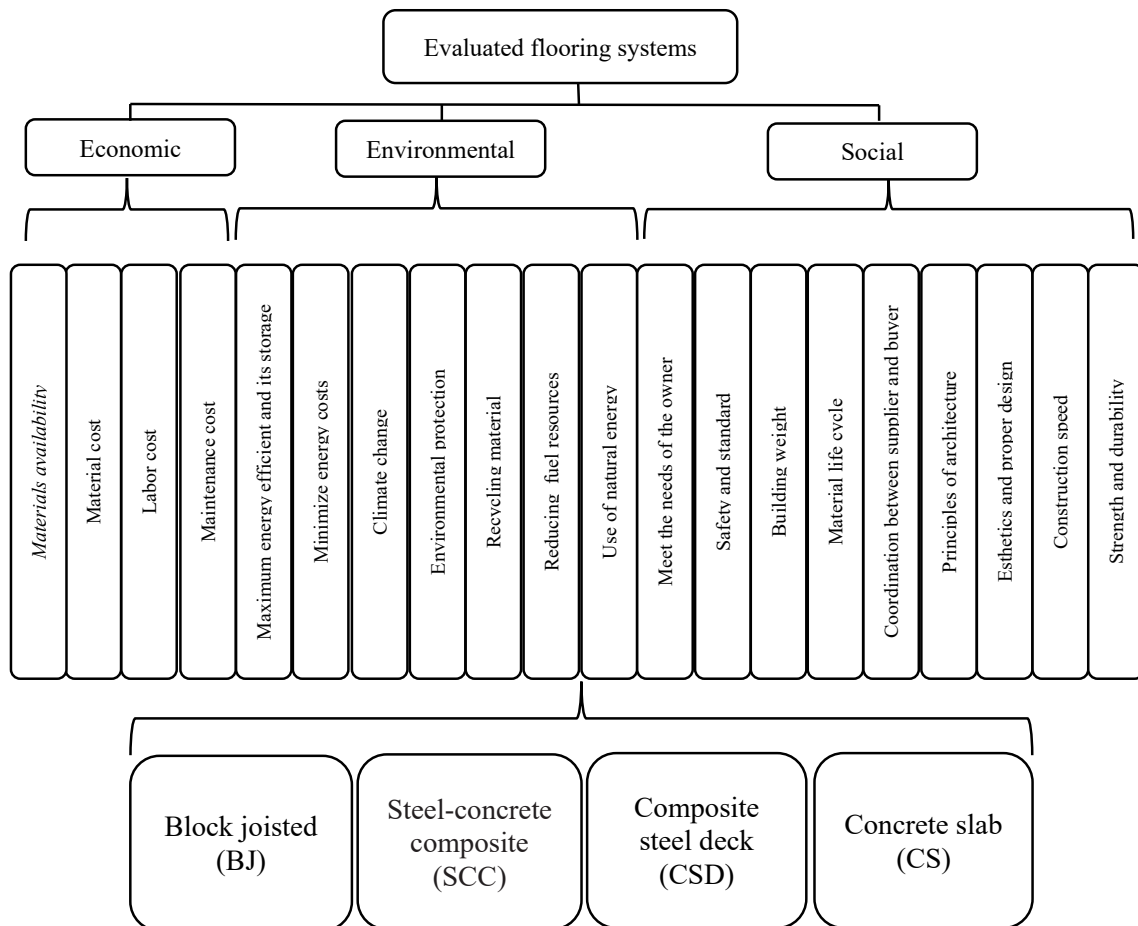 Evaluated flooring systems
Economic
Environmental
Social
Materials availability
Material cost
Labor cost
Maintenance cost
Maximum energy efficient and its storage
Minimize energy costs
Climate change
Environmental protection
Recycling material
Reducing fuel resources
Use of natural energy
Meet the needs of the owner
Safety and standard
Building weight
Material life cycle
Coordination between supplier and buyer
Principles of architecture
Esthetics and proper design
Construction speed
Strength and durability
Block joisted
(BJ)
Steel-concrete
composite
(SCC)
Composite
steel deck
(CSD)
Concrete slab
(CS)